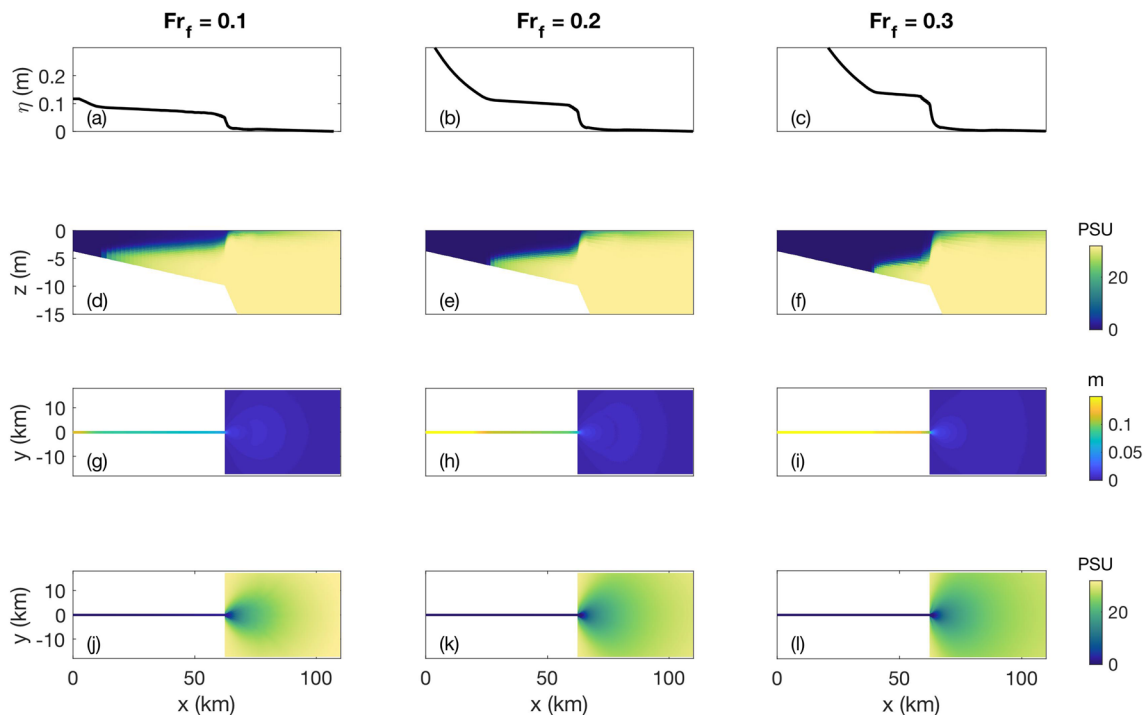 Fr_f = 0.1 Fr_f = 0.2 Fr_f = 0.3
η (m)
0.2
0.1
0
(a) (b) (c)
PSU
z (m)
0
-5
-10
-15
(d) (e) (f)
20
0
m
y (km)
10
0
-10
(g) (h) (i)
0.1
0.05
0
PSU
y (km)
10
0
-10
(j) (k) (l)
20
0
0 50 100 0 50 100 0 50 100
x (km) x (km) x (km)